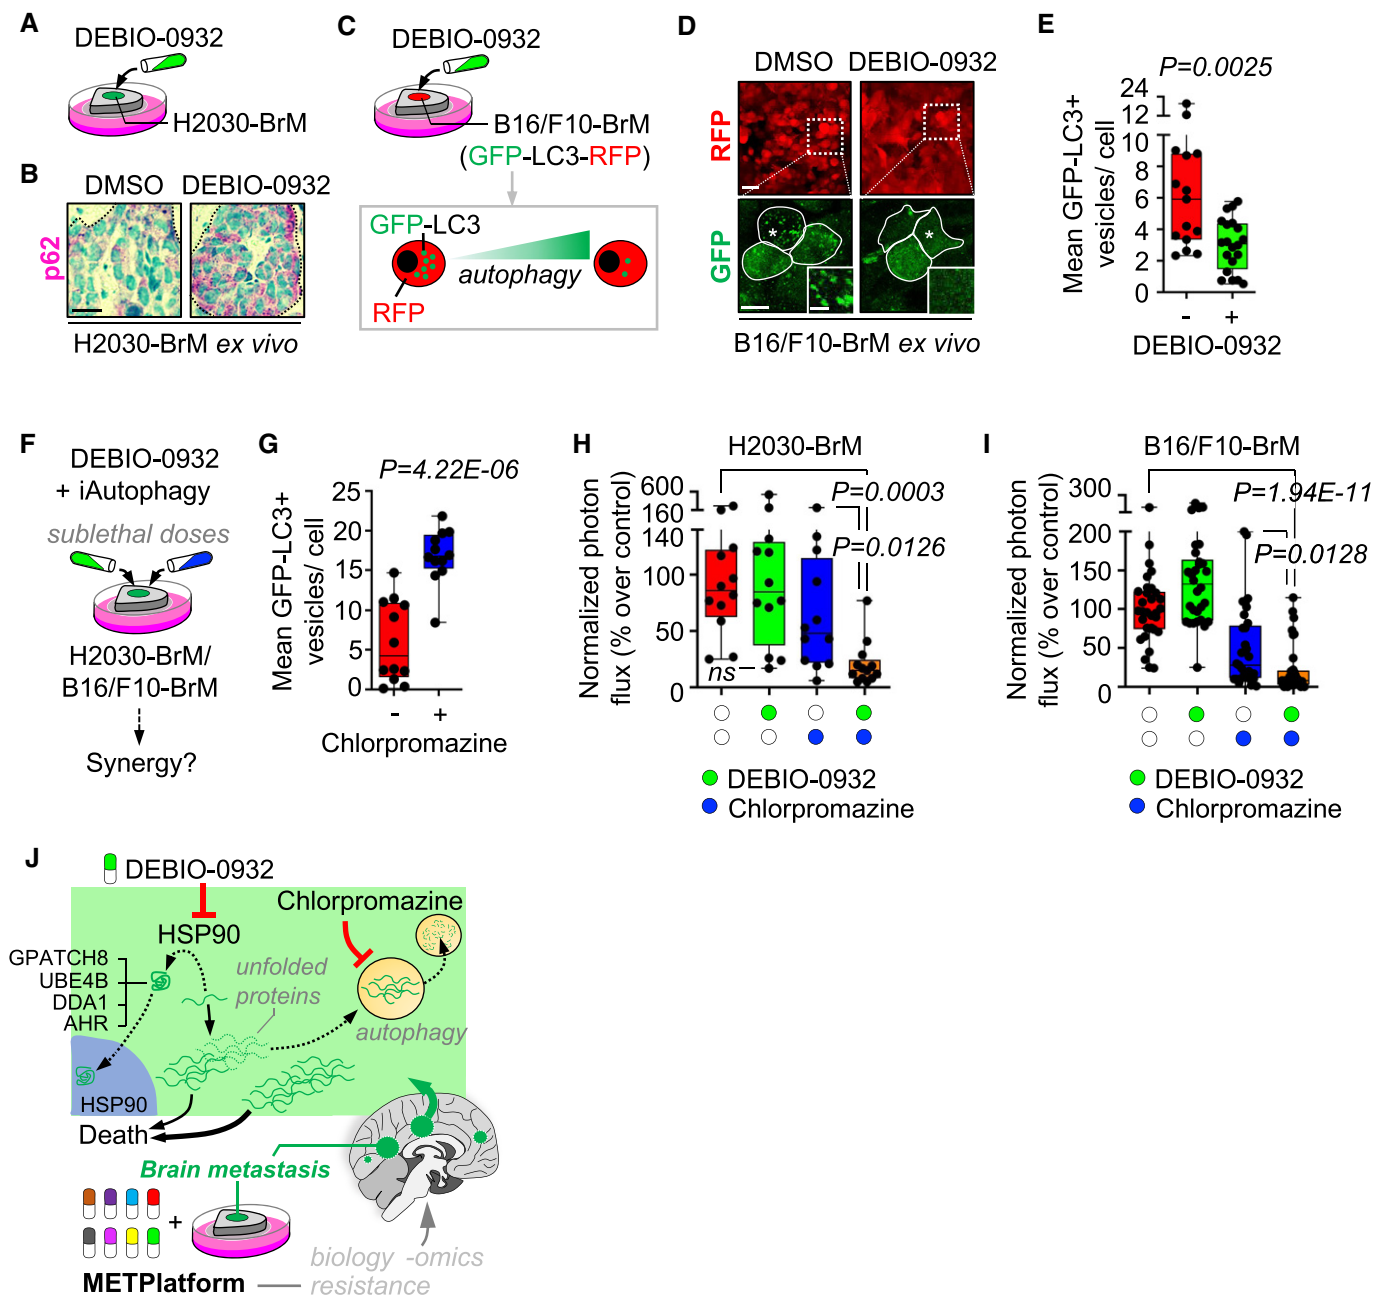 A
DEBIO-0932
H2030-BrM
B
DMSO DEBIO-0932
p62
H2030-BrM ex vivo
C
DEBIO-0932
B16/F10-BrM
(GFP-LC3-RFP)
GFP-LC3
autophagy
RFP
D
DMSO DEBIO-0932
RFP
GFP
*
*
B16/F10-BrM ex vivo
E
P=0.0025
Mean GFP-LC3+
vesicles/ cell
24
12
10
8
6
4
2
0
- +
DEBIO-0932
F
DEBIO-0932
+ iAutophagy
sublethal doses
H2030-BrM/
B16/F10-BrM
Synergy?
G
P=4.22E-06
Mean GFP-LC3+
vesicles/ cell
25
20
15
10
5
0
- +
Chlorpromazine
H
H2030-BrM
Normalized photon
flux (% over control)
600
160
140
100
50
0
P=0.0003
P=0.0126
ns
DEBIO-0932
Chlorpromazine
I
B16/F10-BrM
Normalized photon
flux (% over control)
300
200
150
100
50
0
P=1.94E-11
P=0.0128
DEBIO-0932
Chlorpromazine
J
DEBIO-0932
Chlorpromazine
HSP90
GPATCH8
UBE4B
DDA1
AHR
unfolded
proteins
autophagy
HSP90
Death
Brain metastasis
+
METPlatform
biology -omics
resistance